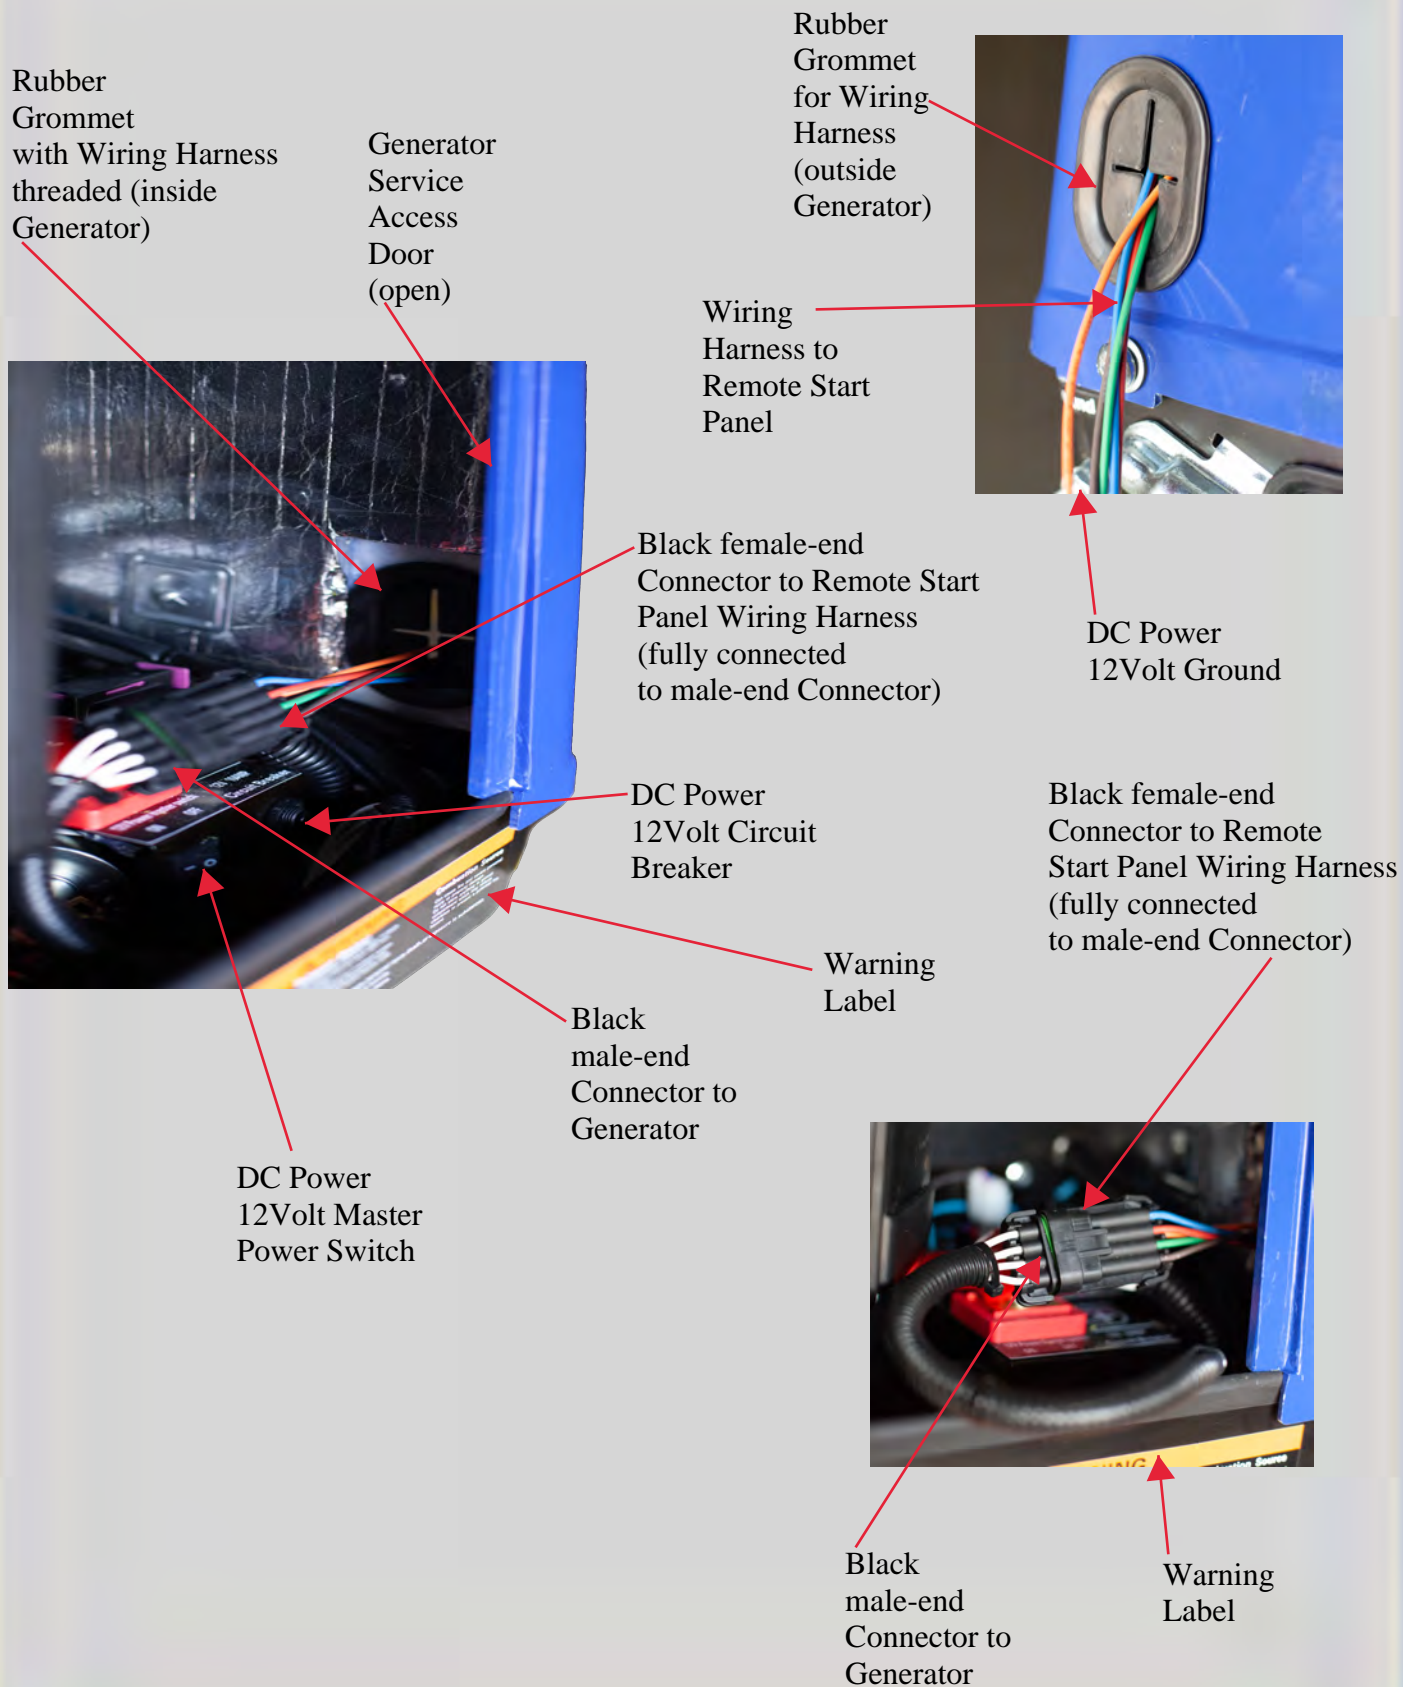 Rubber
Grommet
with Wiring Harness
threaded (inside
Generator)
Generator
Service
Access
Door
(open)
Rubber
Grommet
for Wiring
Harness
(outside
Generator)
Wiring
Harness to
Remote Start
Panel
DC Power
12Volt Ground
Black female-end
Connector to Remote Start
Panel Wiring Harness
(fully connected
to male-end Connector)
Circuit Breaker
DC Power
12Volt Circuit
Breaker
Warning
Label
Black
male-end
Connector to
Generator
DC Power
12Volt Master
Power Switch
Black female-end
Connector to Remote
Start Panel Wiring Harness
(fully connected
to male-end Connector)
Black
male-end
Connector to
Generator
Warning
Label